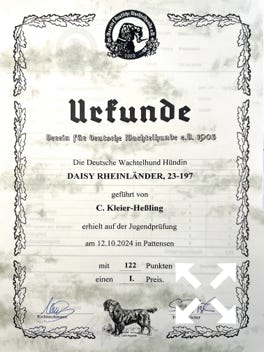 Urkunde
Verein für Deutsche Wachtelhunde e.V. 1903
Die Deutsche Wachtelhund Hündin
DAISY RHEINLÄNDER, 23-197
geführt von
C. Kleier-Heßling
erhielt auf der Jugendprüfung
am 12.10.2024 in Pattensen
mit 122 Punkten
einen I. Preis.